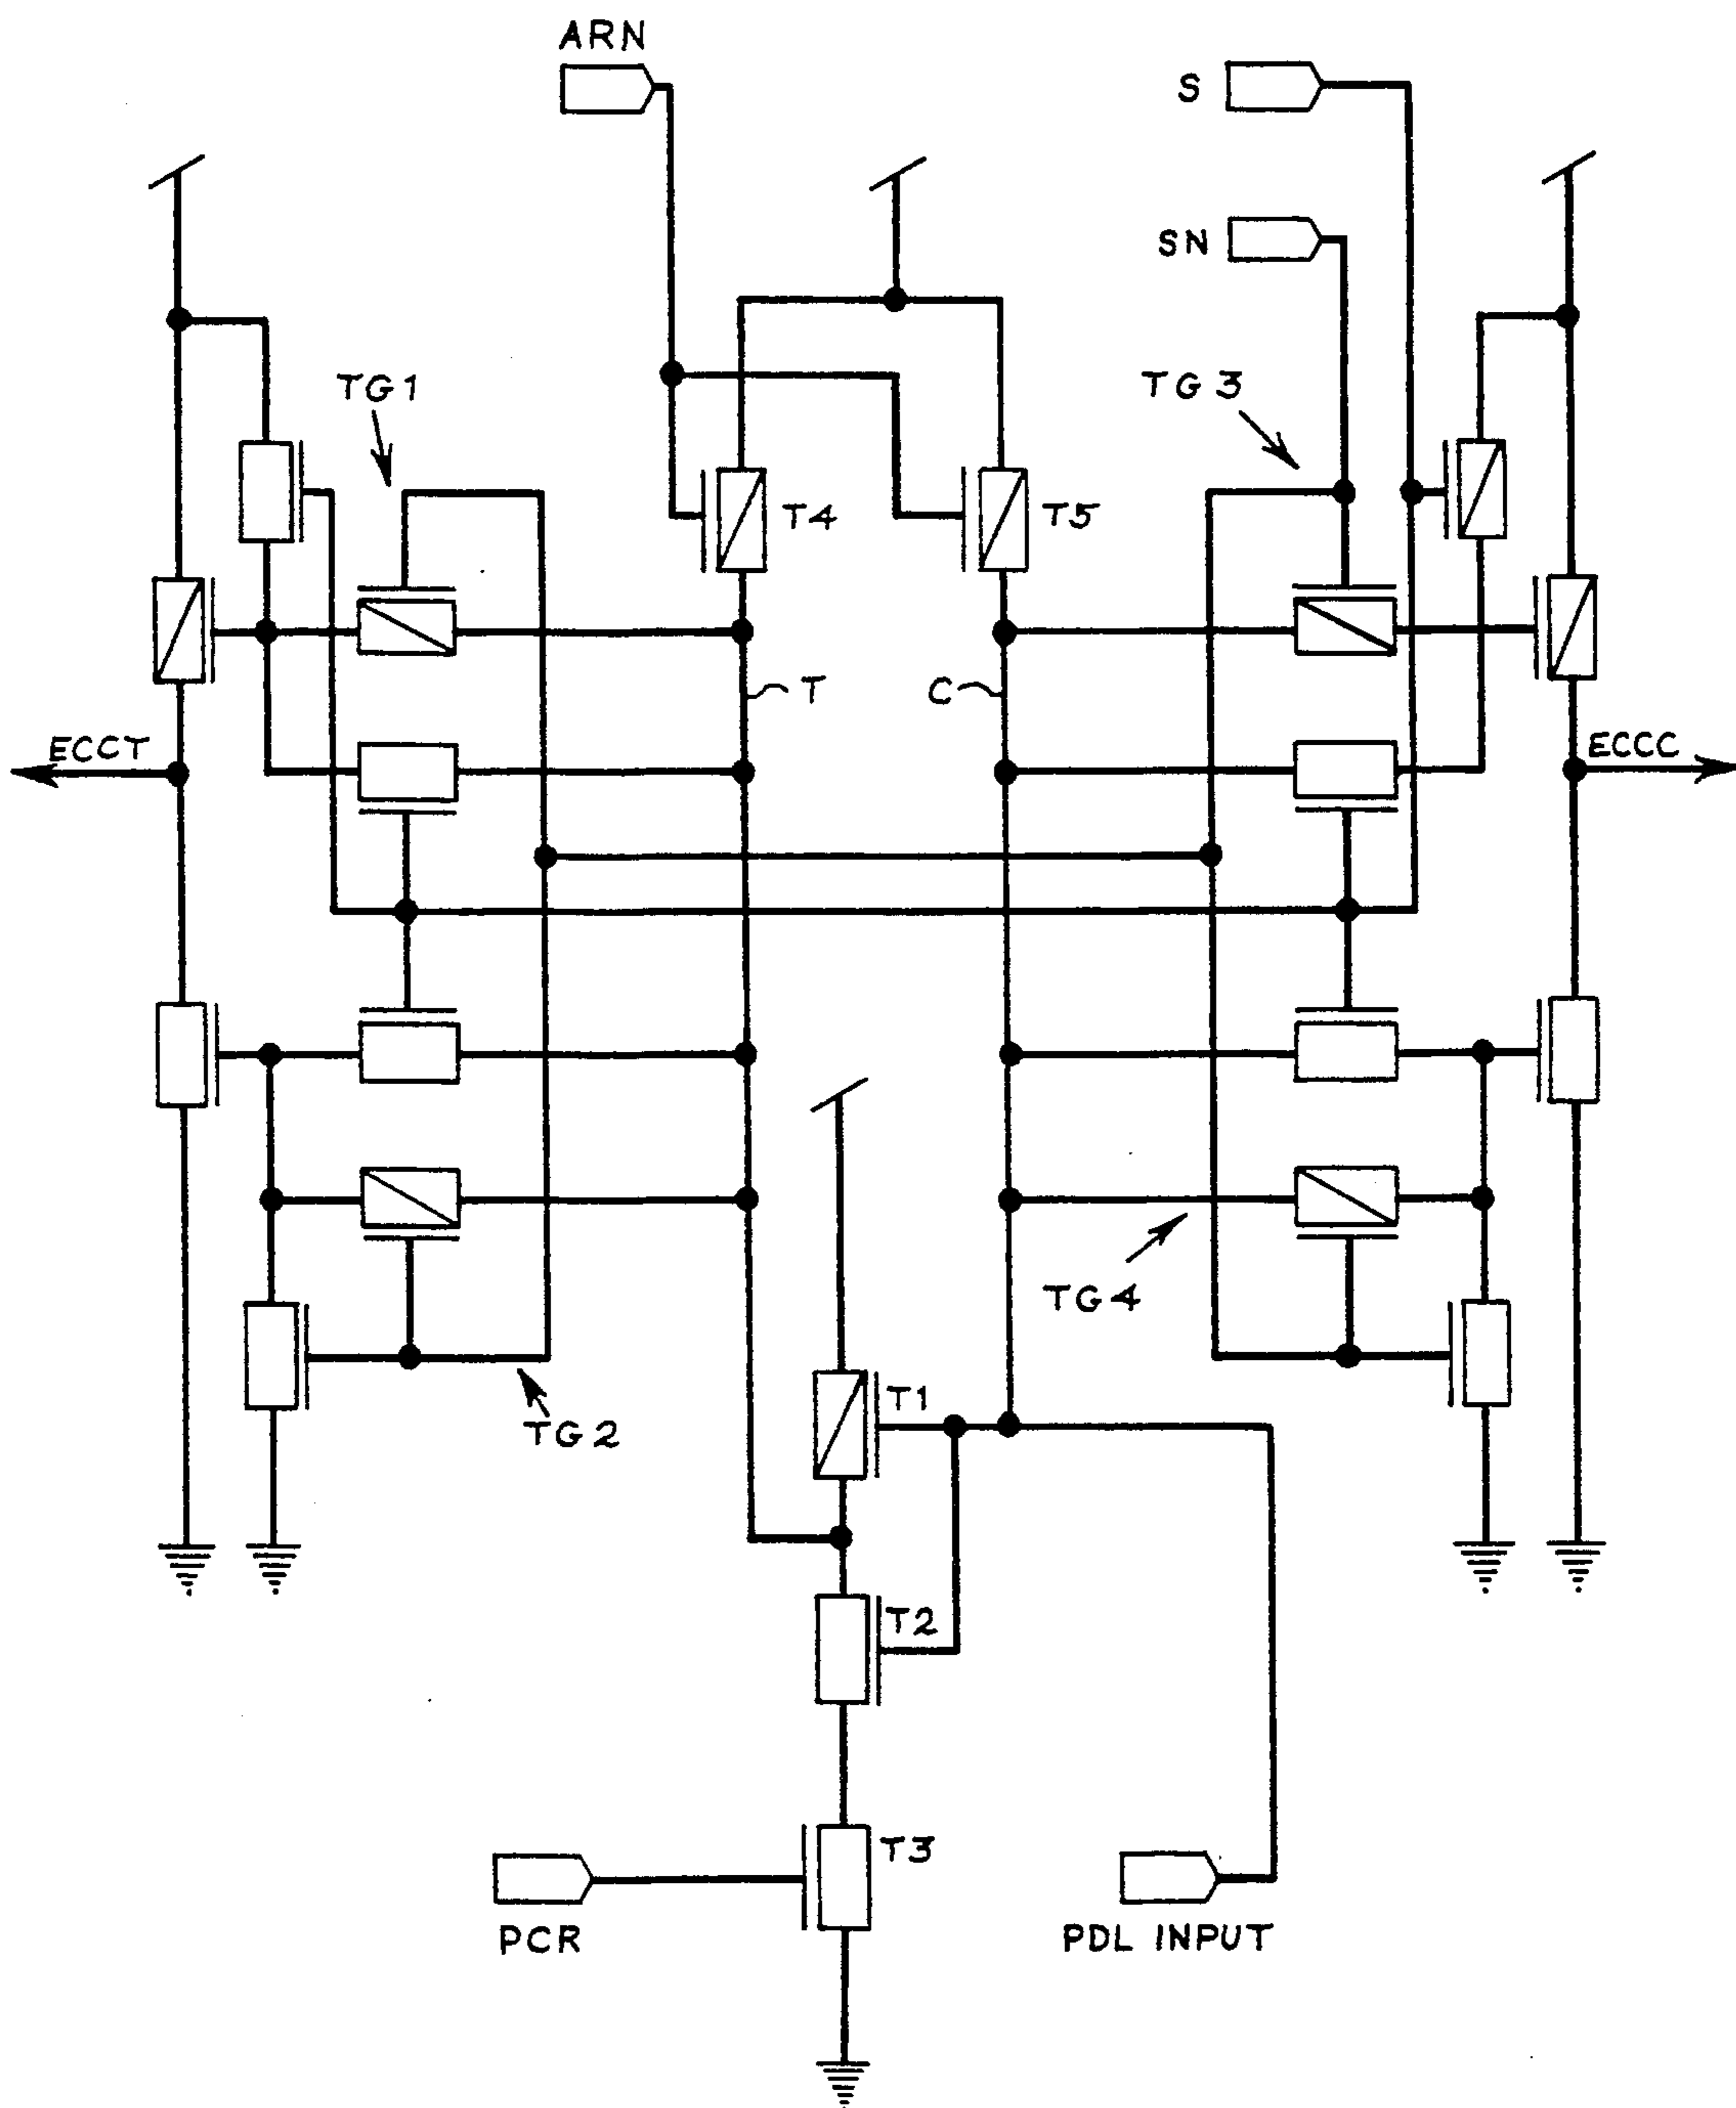 ARN
S
SN
TG1
TG3
T4
T5
T
C
ECCT
ECCC
TG4
T1
TG2
T2
T3
PCR
PDL INPUT